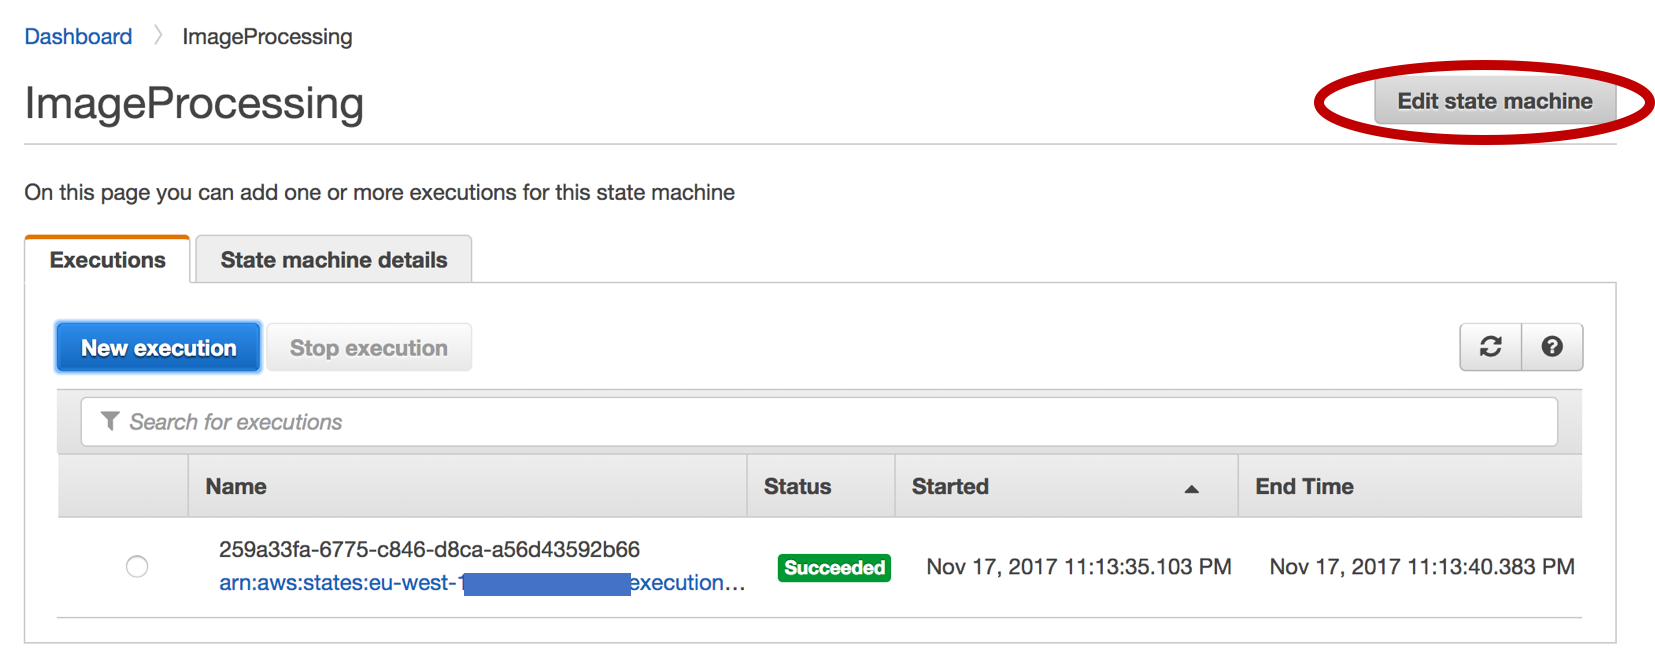 Dashboard ImageProcessing
ImageProcessing
Edit state machine
On this page you can add one or more executions for this state machine
Executions
State machine details
New execution
Stop execution
Search for executions
Name Status Started End Time
259a33fa-6775-c846-d8ca-a56d43592b66
arn:aws:states:eu-west-1 execution...
Succeeded
Nov 17, 2017 11:13:35.103 PM
Nov 17, 2017 11:13:40.383 PM